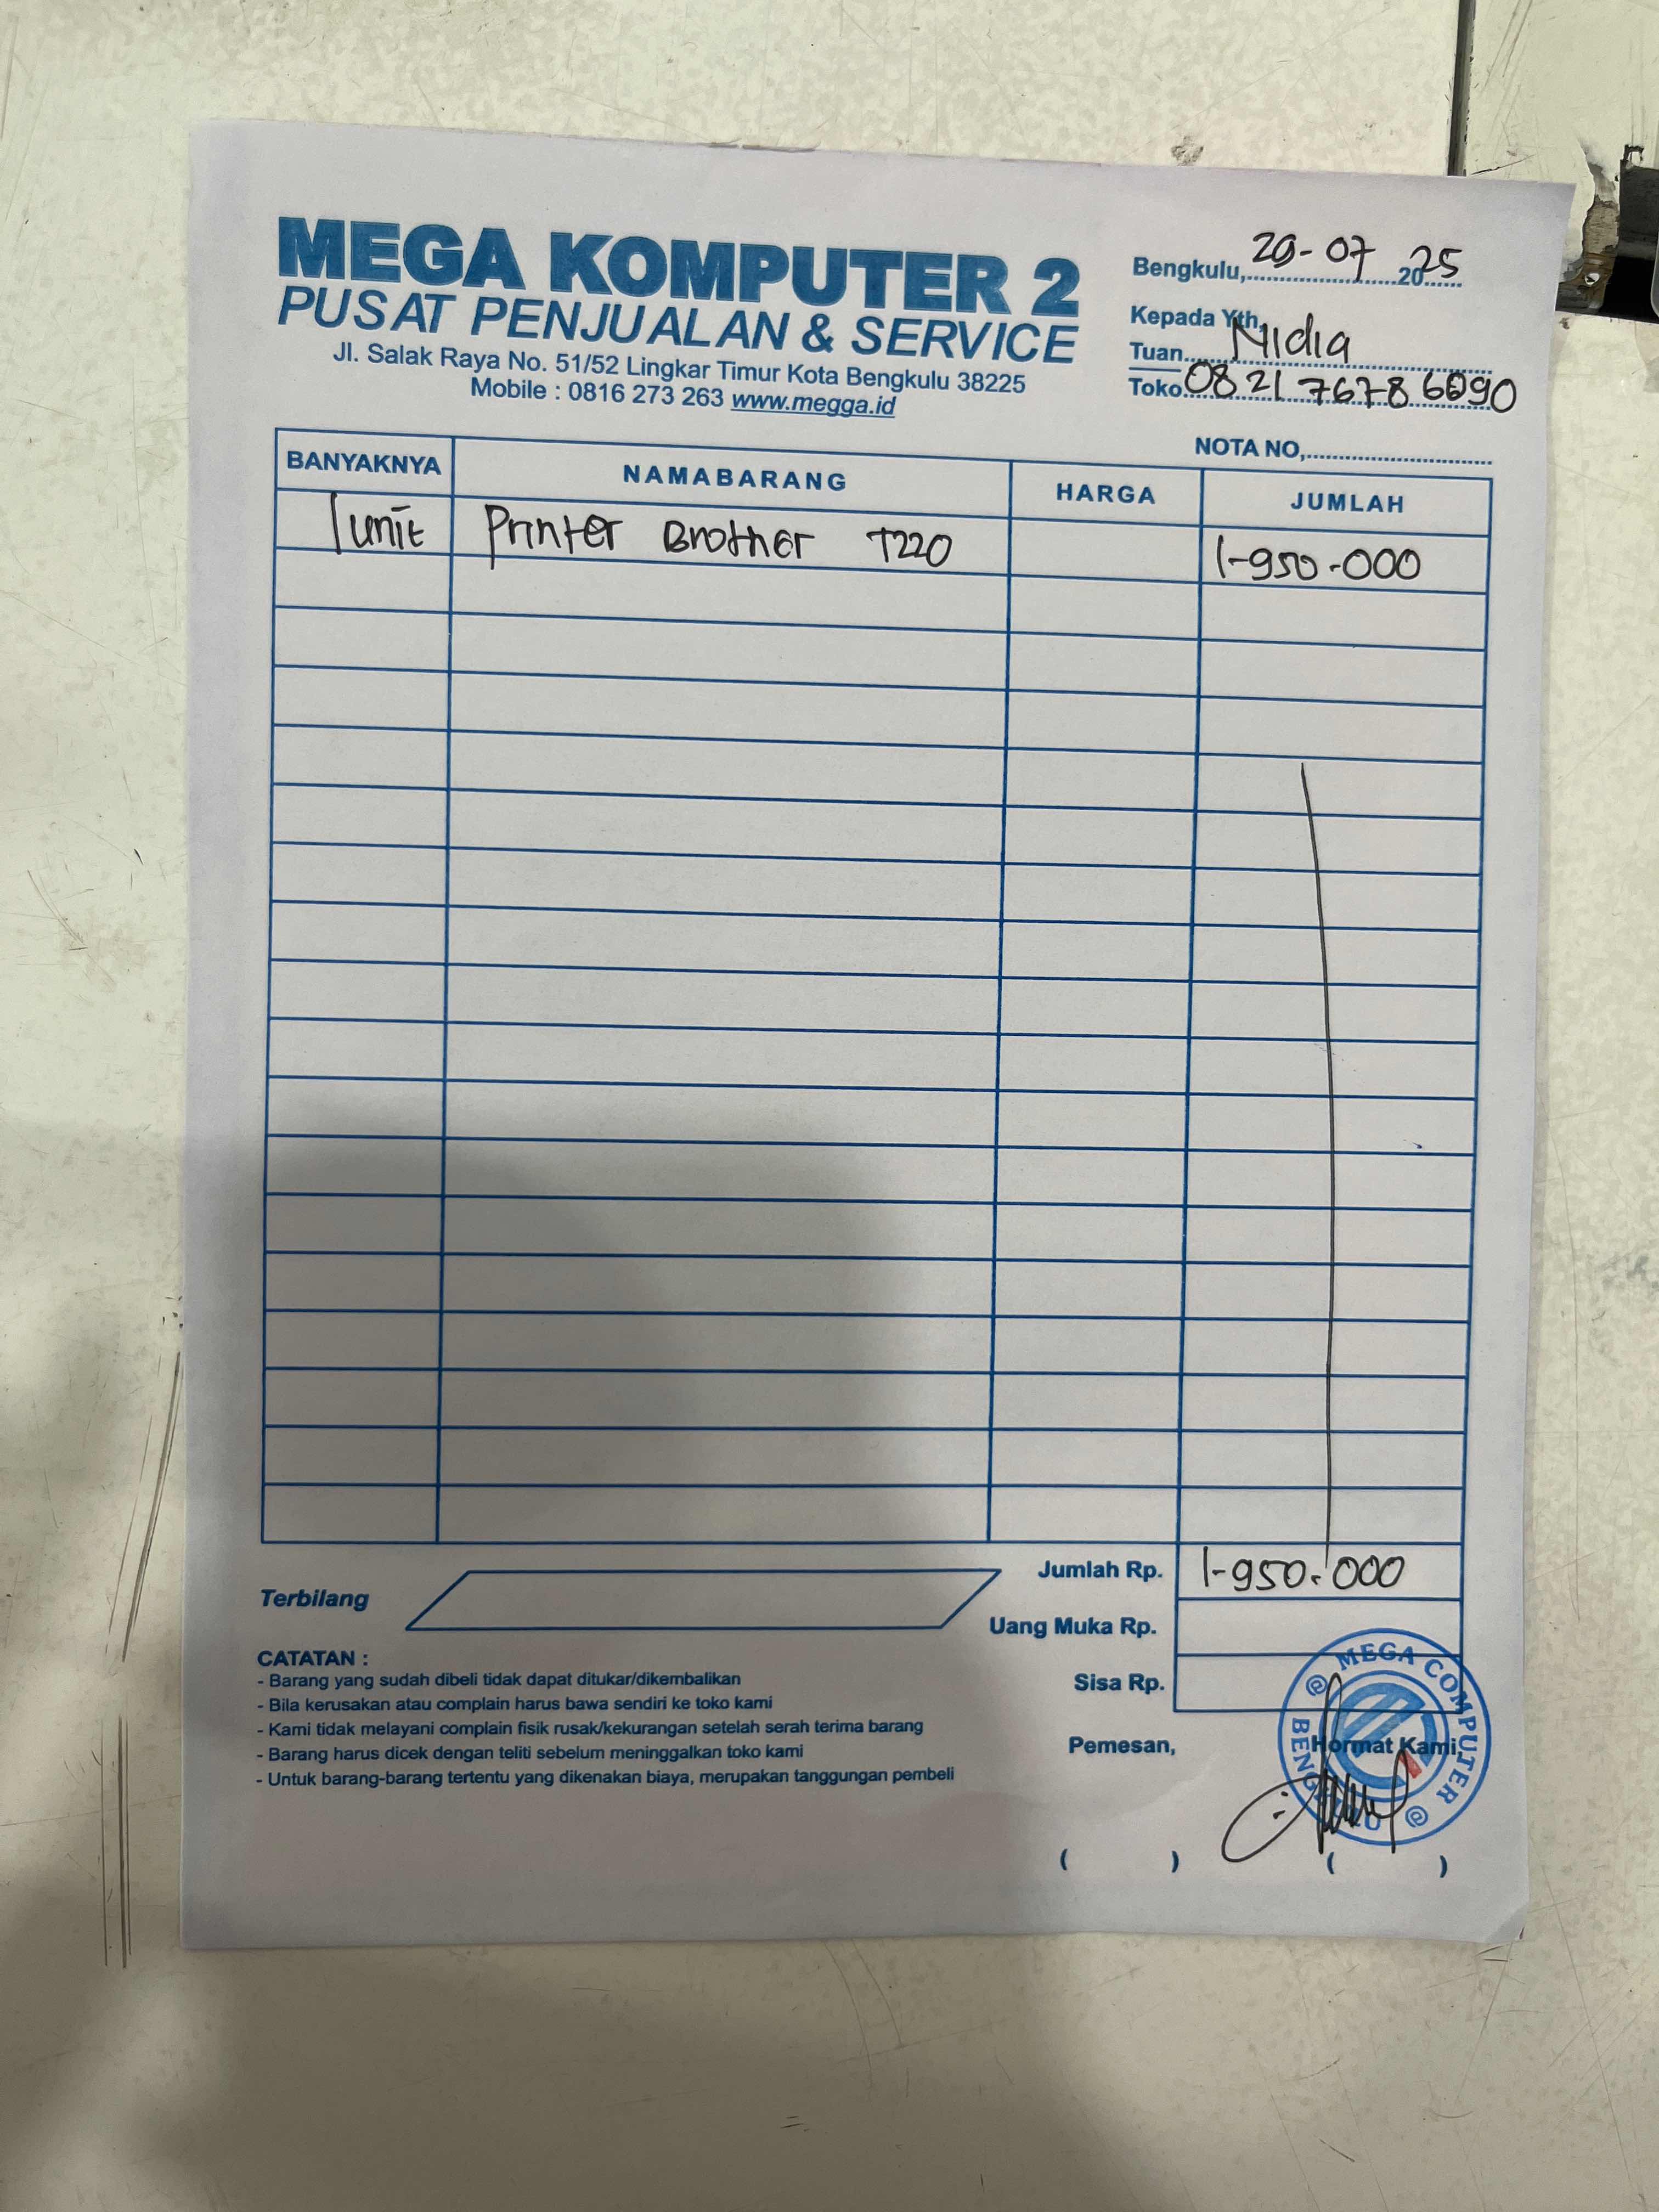 MEGA KOMPUTER 2
PUSAT PENJUALAN & SERVICE
Jl. Salak Raya No. 51/52 Lingkar Timur Kota Bengkulu 38225
Mobile : 0816 273 263 www.megga.id
Bengkulu, 29-07 2025
Kepada Yth,
Tuan Nidia
Toko 0821 7678 6090
NOTA NO,
BANYAKNYA NAMABARANG HARGA JUMLAH
1 unit Printer Brother T220 1-950.000
Jumlah Rp. 1-950.000
Terbilang
Uang Muka Rp.
Sisa Rp.
CATATAN :
- Barang yang sudah dibeli tidak dapat ditukar/dikembalikan
- Bila kerusakan atau complain harus bawa sendiri ke toko kami
- Kami tidak melayani complain fisik rusak/kekurangan setelah serah terima barang
- Barang harus dicek dengan teliti sebelum meninggalkan toko kami
- Untuk barang-barang tertentu yang dikenakan biaya, merupakan tanggungan pembeli
Pemesan, Hormat Kami,
@ MEGA COMPUTER @ BENGKULU
( ) ( )